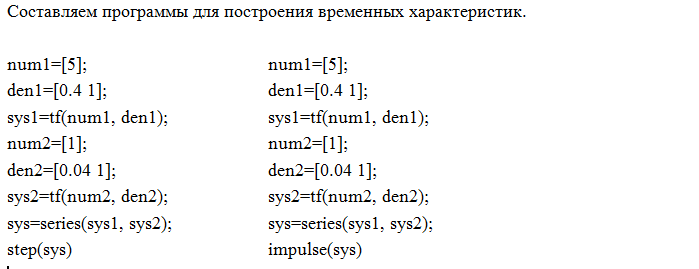 Составляем программы для построения временных характеристик.
num1=[5];
den1=[0.4 1];
sys1=tf(num1, den1);
num2=[1];
den2=[0.04 1];
sys2=tf(num2, den2);
sys=series(sys1, sys2);
step(sys)
num1=[5];
den1=[0.4 1];
sys1=tf(num1, den1);
num2=[1];
den2=[0.04 1];
sys2=tf(num2, den2);
sys=series(sys1, sys2);
impulse(sys)